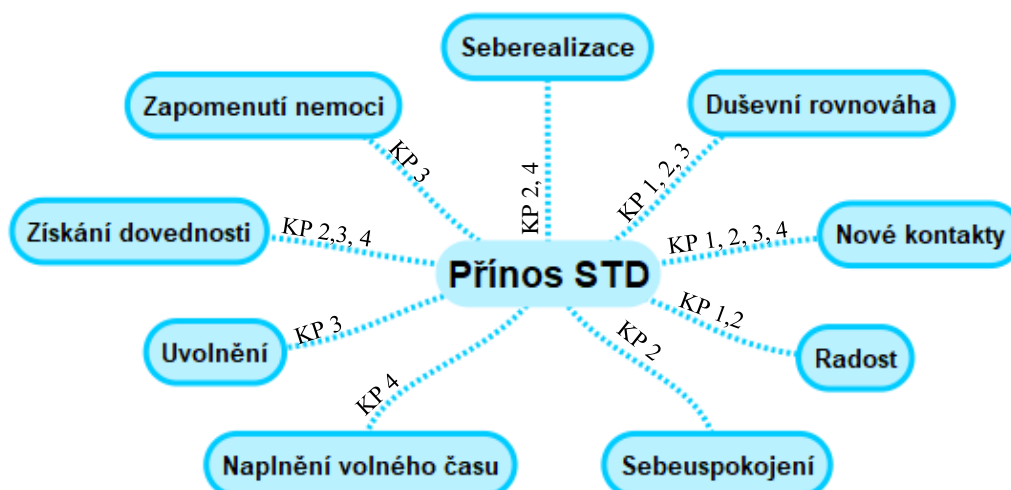 Seberealizace
Zapomenutí nemoci
Duševní rovnováha
KP 3
KP 2, 4
KP 1, 2, 3
Získání dovednosti
KP 2,3, 4
KP 1, 2, 3, 4
Nové kontakty
Přínos STD
Uvolnění
KP 3
KP 1,2
Radost
KP 4
KP 2
Naplnění volného času
Sebeuspokojení